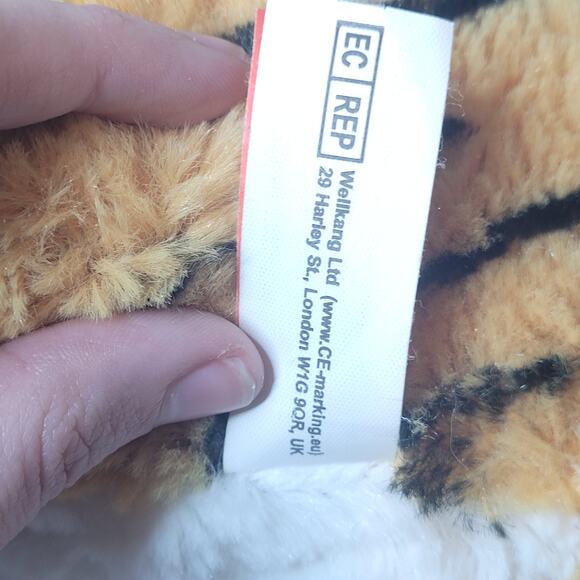 EC REP
Wellkang Ltd (www.CE-marking.eu)
29 Harley St., London W1G 9QR, UK